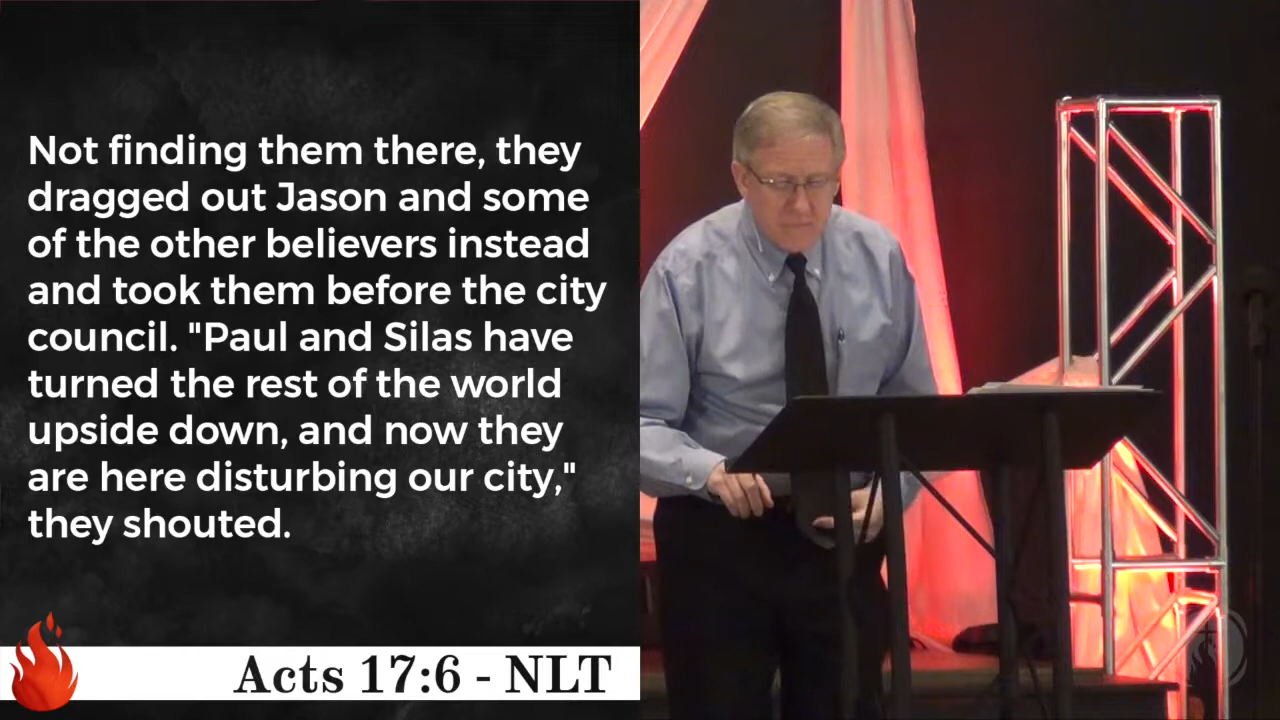 Not finding them there, they
dragged out Jason and some
of the other believers instead
and took them before the city
council. "Paul and Silas have
turned the rest of the world
upside down, and now they
are here disturbing our city,"
they shouted.
Acts 17:6 - NLT